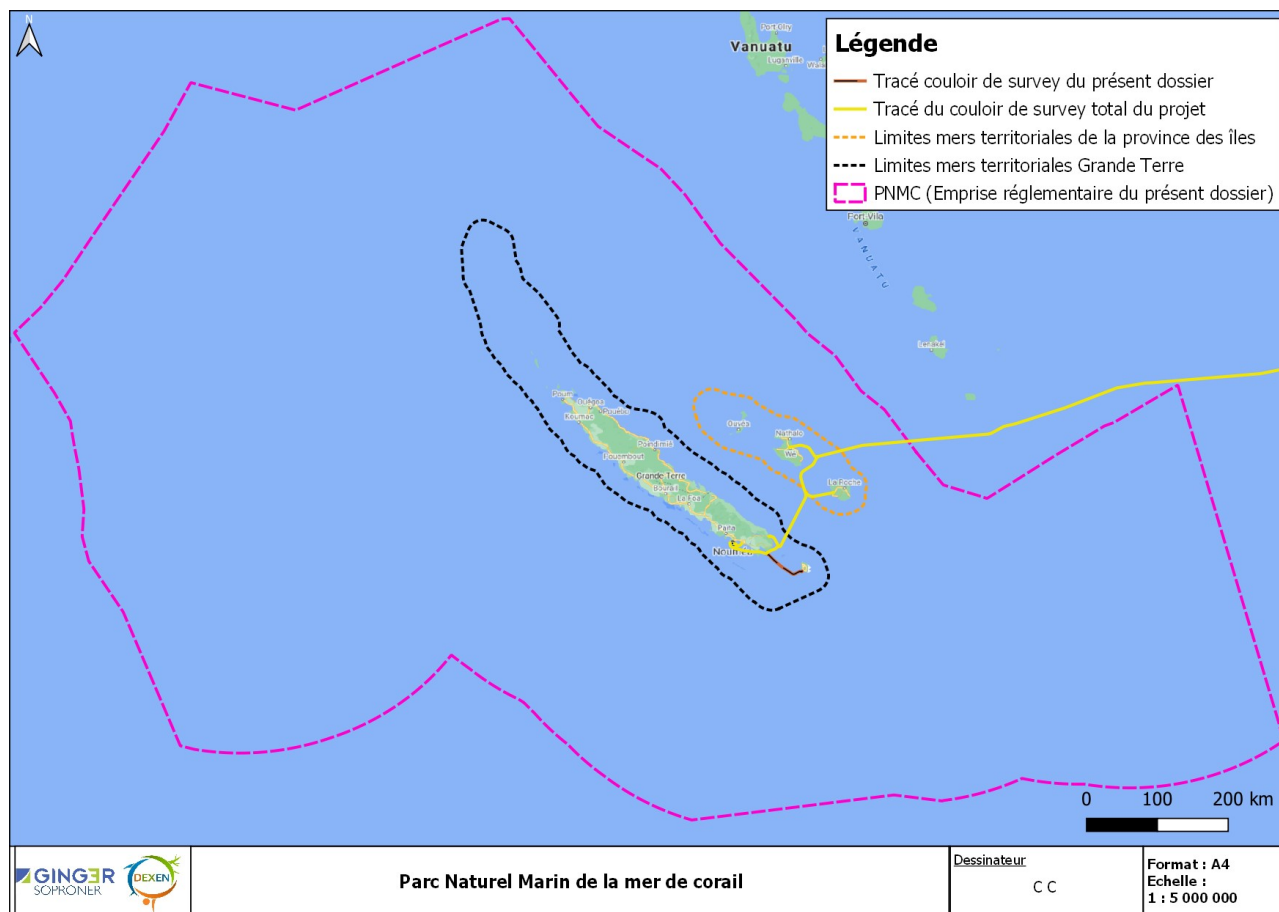 N
Port Olry
Vanuatu
Luganville
Légende
Tracé couloir de survey du présent dossier
Tracé du couloir de survey total du projet
Limites mers territoriales de la province des îles
Limites mers territoriales Grande Terre
PNMC (Emprise réglementaire du présent dossier)
Fort-Vila
VANUATU
Lenakel
Poum
Ouégoa
Pouébo
Koumac
Poindimié
Pouembout
Grande Terre
Bourail
La Foa
Païta
Ouvéa
Nathalo
Wé
La Roche
0 100 200 km
GINGER
SOPRONER
DEXEN
Parc Naturel Marin de la mer de corail
Dessinateur
C C
Format : A4
Echelle :
1 : 5 000 000